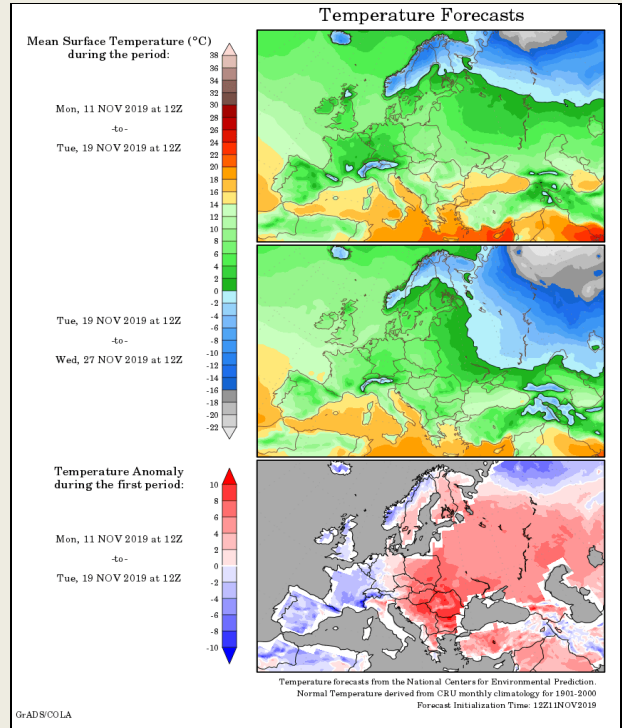 Temperature Forecasts
Mean Surface Temperature (°C)
during the period:
Mon, 11 NOV 2019 at 12Z
-to-
Tue, 19 NOV 2019 at 12Z
38
36
34
32
30
28
26
24
22
20
18
16
14
12
10
8
6
4
2
0
-2
-4
-6
-8
-10
-12
-14
-16
-18
-20
-22
Tue, 19 NOV 2019 at 12Z
-to-
Wed, 27 NOV 2019 at 12Z
Temperature Anomaly
during the first period:
Mon, 11 NOV 2019 at 12Z
-to-
Tue, 19 NOV 2019 at 12Z
10
8
6
4
2
0
-2
-4
-6
-8
-10
Temperature forecasts from the National Centers for Environmental Prediction.
Normal Temperature derived from CRU monthly climatology for 1901-2000
Forecast Initialization Time: 12Z11NOV2019
GrADS/COLA